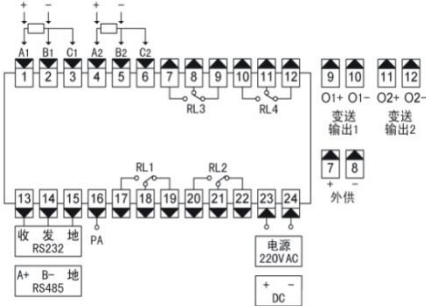 + - + -
A1 B1 C1 A2 B2 C2
1 2 3 4 5 6 7 8 9 10 11 12
RL3 RL4
9 10 11 12
O1+ O1- O2+ O2-
变送 变送
输出1 输出2
7 8
+ -
外供
RL1 RL2
13 14 15 16 17 18 19 20 21 22 23 24
收 发 地
RS232
PA
电源
220VAC
A+ B- 地
RS485
+ -
DC